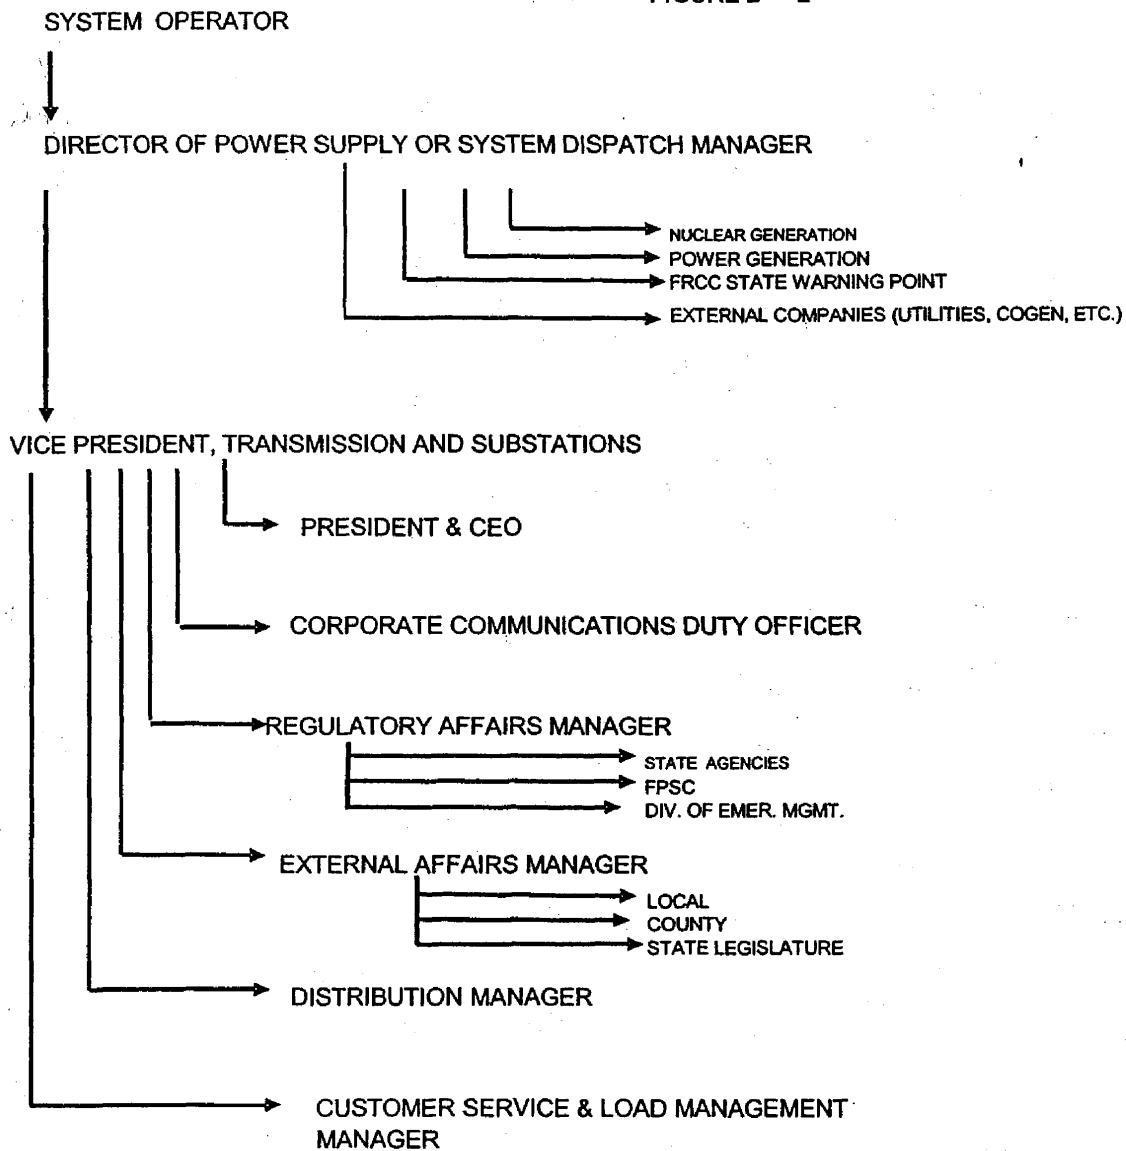 SYSTEM OPERATOR
DIRECTOR OF POWER SUPPLY OR SYSTEM DISPATCH MANAGER
NUCLEAR GENERATION
POWER GENERATION
FRCC STATE WARNING POINT
EXTERNAL COMPANIES (UTILITIES, COGEN, ETC.)
VICE PRESIDENT, TRANSMISSION AND SUBSTATIONS
PRESIDENT & CEO
CORPORATE COMMUNICATIONS DUTY OFFICER
REGULATORY AFFAIRS MANAGER
STATE AGENCIES
FPSC
DIV. OF EMER. MGMT.
EXTERNAL AFFAIRS MANAGER
LOCAL
COUNTY
STATE LEGISLATURE
DISTRIBUTION MANAGER
CUSTOMER SERVICE & LOAD MANAGEMENT
MANAGER